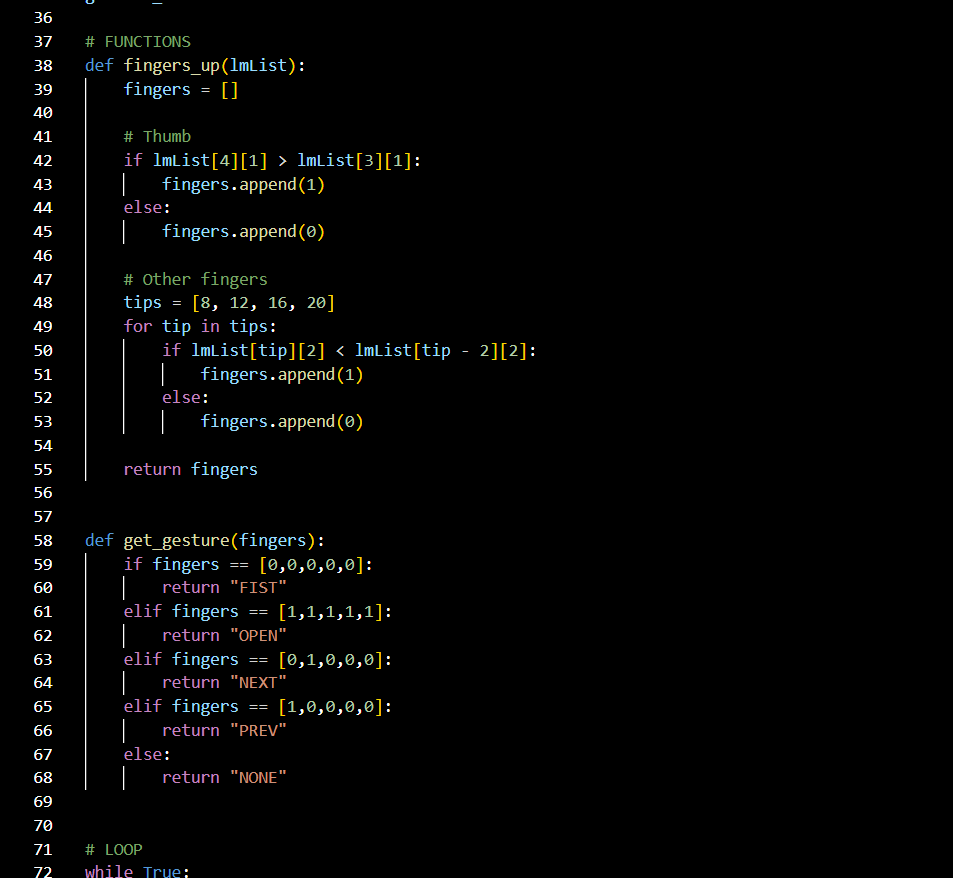 36
37 # FUNCTIONS
38 def fingers_up(lmList):
39     fingers = []
40
41     # Thumb
42     if lmList[4][1] > lmList[3][1]:
43         fingers.append(1)
44     else:
45         fingers.append(0)
46
47     # Other fingers
48     tips = [8, 12, 16, 20]
49     for tip in tips:
50         if lmList[tip][2] < lmList[tip - 2][2]:
51             fingers.append(1)
52         else:
53             fingers.append(0)
54
55     return fingers
56
57
58 def get_gesture(fingers):
59     if fingers == [0,0,0,0,0]:
60         return "FIST"
61     elif fingers == [1,1,1,1,1]:
62         return "OPEN"
63     elif fingers == [0,1,0,0,0]:
64         return "NEXT"
65     elif fingers == [1,0,0,0,0]:
66         return "PREV"
67     else:
68         return "NONE"
69
70
71 # LOOP
72 while True: